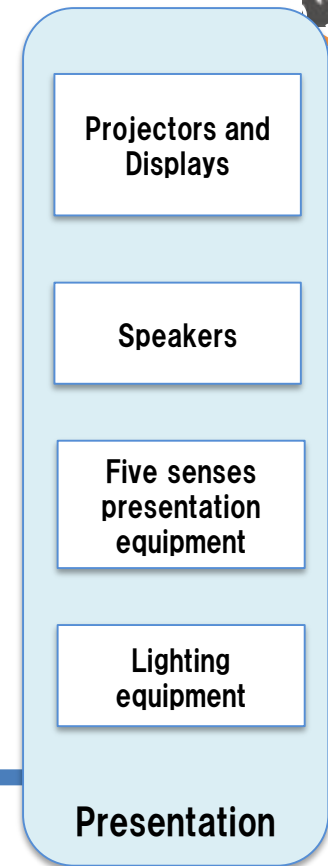 Projectors and
Displays
Speakers
Five senses
presentation
equipment
Lighting
equipment
Presentation